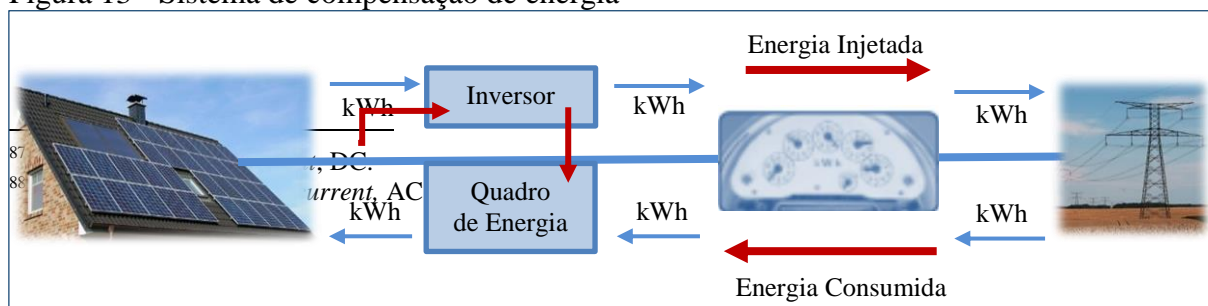 Figura 13 - Sistema de compensação de energia
Energia Injetada
kWh
Inversor
kWh
kWh
87
DC.
88
urrent, AC
Quadro
de Energia
kWh
kWh
kWh
Energia Consumida